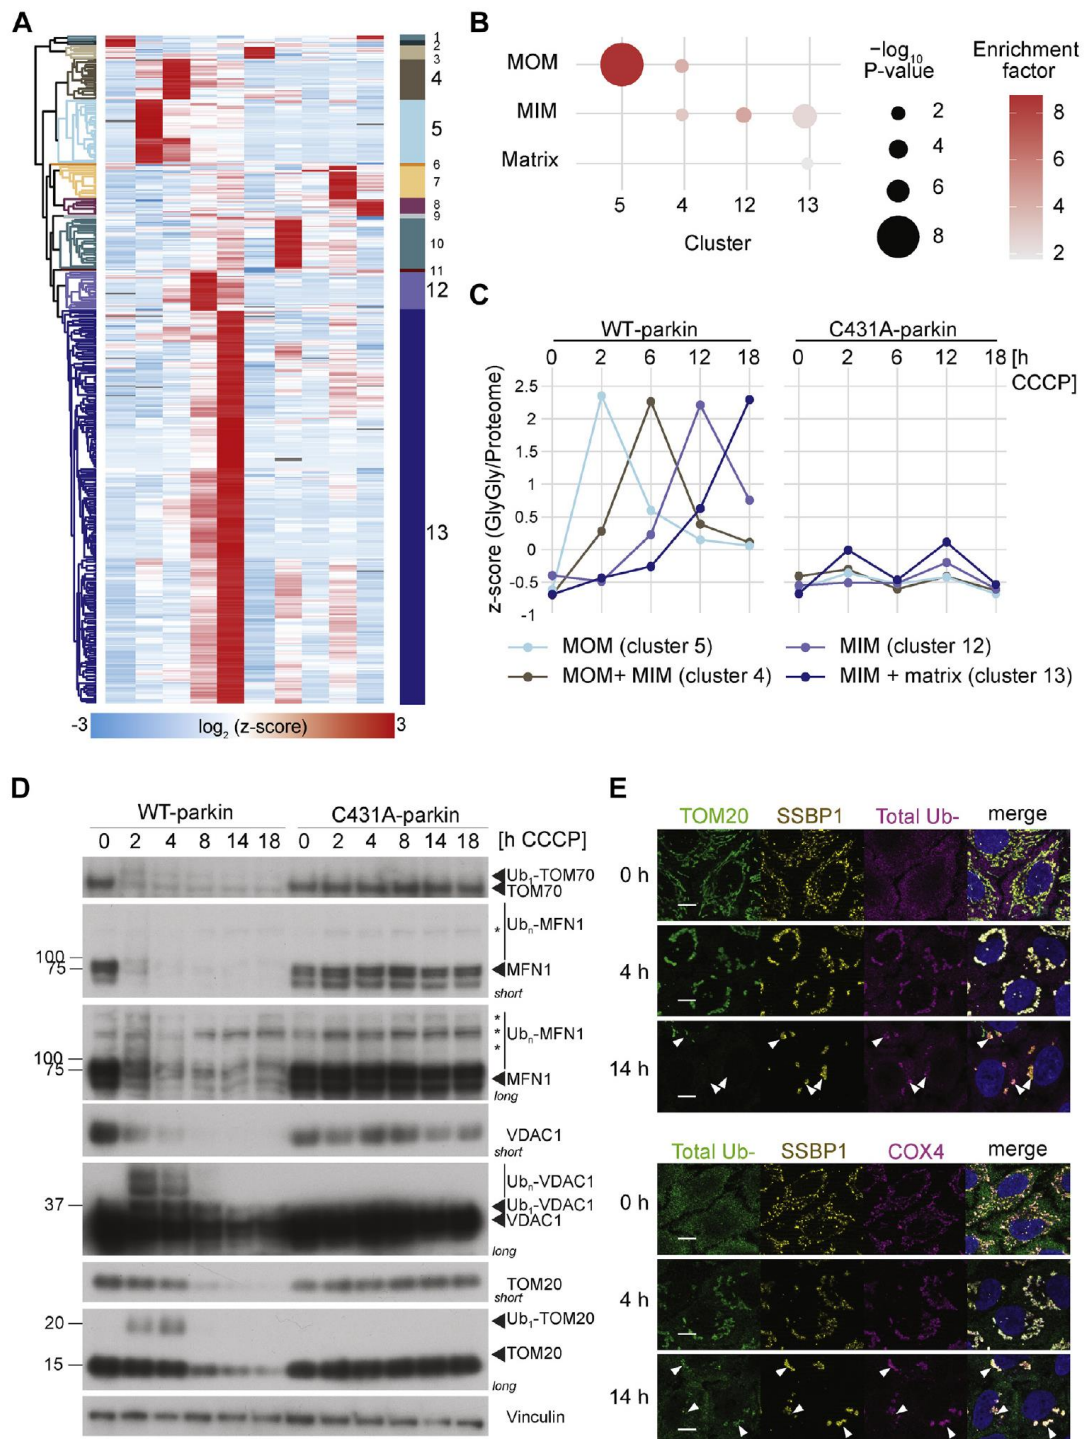 A
1
2
3
4
5
6
7
8
9
10
11
12
13
-3 log₂ (z-score) 3
B
MOM
MIM
Matrix
5 4 12 13
Cluster
−log₁₀
P-value
2
4
6
8
Enrichment
factor
8
6
4
2
C
WT-parkin C431A-parkin
0 2 6 12 18 0 2 6 12 18 [h
CCCP]
z-score (GlyGly/Proteome)
2.5
2
1.5
1
0.5
0
-0.5
-1
MOM (cluster 5)
MOM+ MIM (cluster 4)
MIM (cluster 12)
MIM + matrix (cluster 13)
D
WT-parkin C431A-parkin
0 2 4 8 14 18 0 2 4 8 14 18 [h CCCP]
Ub₁-TOM70
TOM70
* Ubₙ-MFN1
100
75 MFN1
short
*
* Ubₙ-MFN1
*
100
75 MFN1
long
VDAC1
short
Ubₙ-VDAC1
37 Ub₁-VDAC1
VDAC1
long
TOM20
short
20 Ub₁-TOM20
TOM20
15
long
Vinculin
E
TOM20 SSBP1 Total Ub- merge
0 h
4 h
14 h
Total Ub- SSBP1 COX4 merge
0 h
4 h
14 h